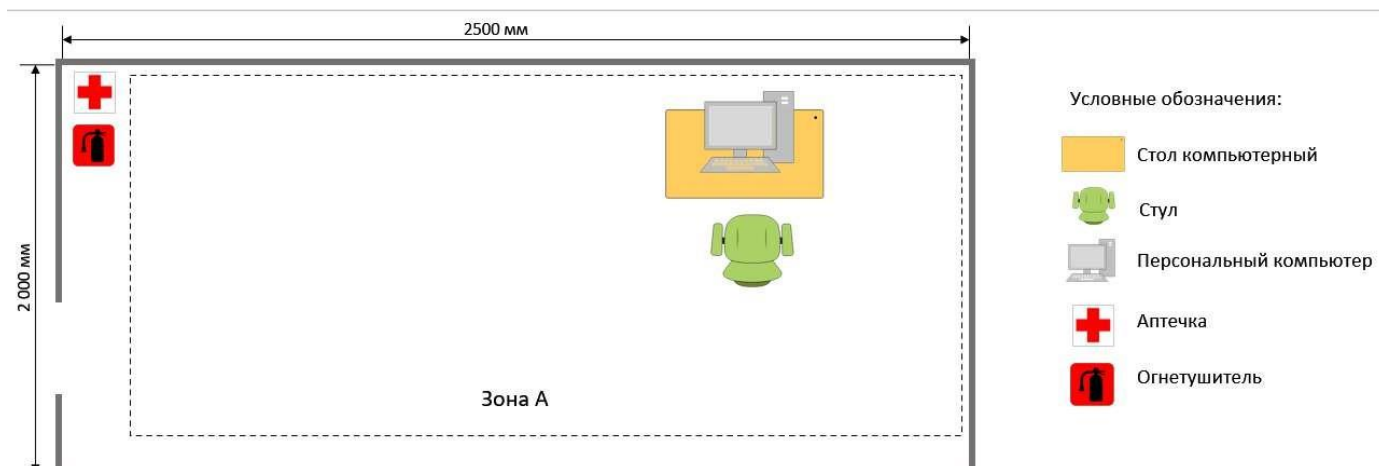 2500 мм
2 000 мм
Зона А
Условные обозначения:
Стол компьютерный
Стул
Персональный компьютер
Аптечка
Огнетушитель